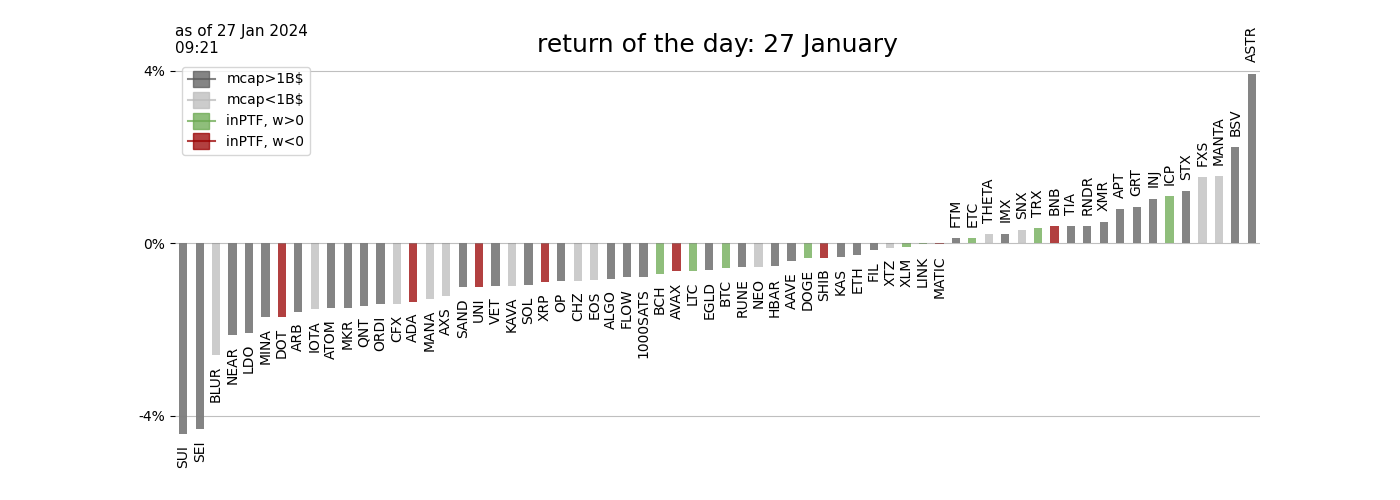 as of 27 Jan 2024
09:21
return of the day: 27 January
mcap>1B$
mcap<1B$
inPTF, w>0
inPTF, w<0
4%
0%
-4%
SUI
SEI
BLUR
NEAR
LDO
MINA
DOT
ARB
IOTA
ATOM
MKR
QNT
ORDI
CFX
ADA
MANA
AXS
SAND
UNI
VET
KAVA
SOL
XRP
OP
CHZ
EOS
ALGO
FLOW
1000SATS
BCH
AVAX
LTC
EGLD
BTC
RUNE
NEO
HBAR
AAVE
DOGE
SHIB
KAS
ETH
FIL
XTZ
XLM
LINK
MATIC
FTM
ETC
THETA
IMX
SNX
TRX
BNB
TIA
RNDR
XMR
APT
GRT
INJ
ICP
STX
FXS
MANTA
BSV
ASTR